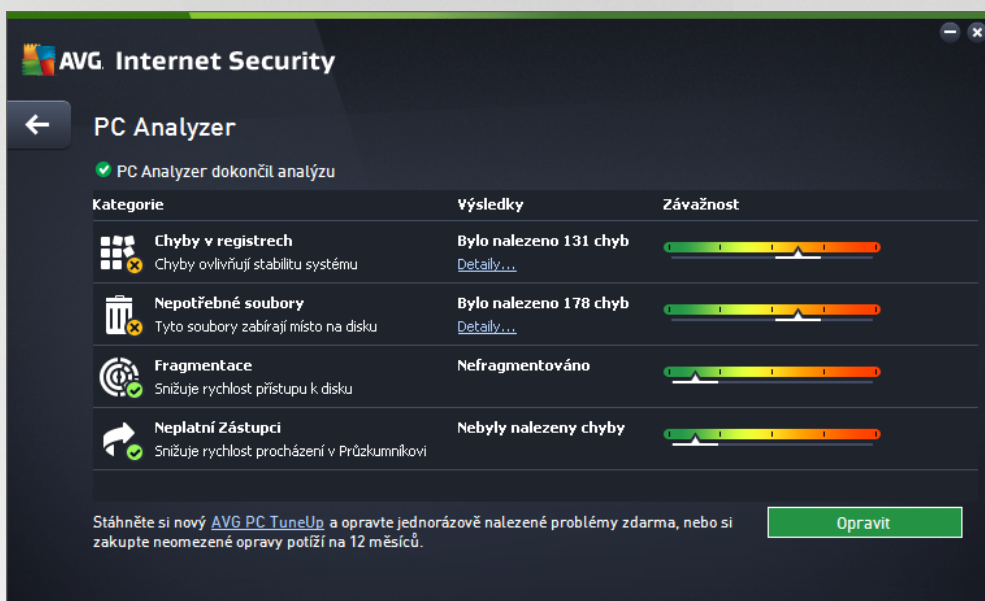 AVG Internet Security
PC Analyzer
PC Analyzer dokončil analýzu
Kategorie Výsledky Závažnost
Chyby v registrech Bylo nalezeno 131 chyb
Chyby ovlivňují stabilitu systému Detaily...
Nepotřebné soubory Bylo nalezeno 178 chyb
Tyto soubory zabírají místo na disku Detaily...
Fragmentace Nefragmentováno
Snižuje rychlost přístupu k disku
Neplatní Zástupci Nebyly nalezeny chyby
Snižuje rychlost procházení v Průzkumníkovi
Stáhněte si nový AVG PC TuneUp a opravte jednorázově nalezené problémy zdarma, nebo si
zakupte neomezené opravy potíží na 12 měsíců.
Opravit